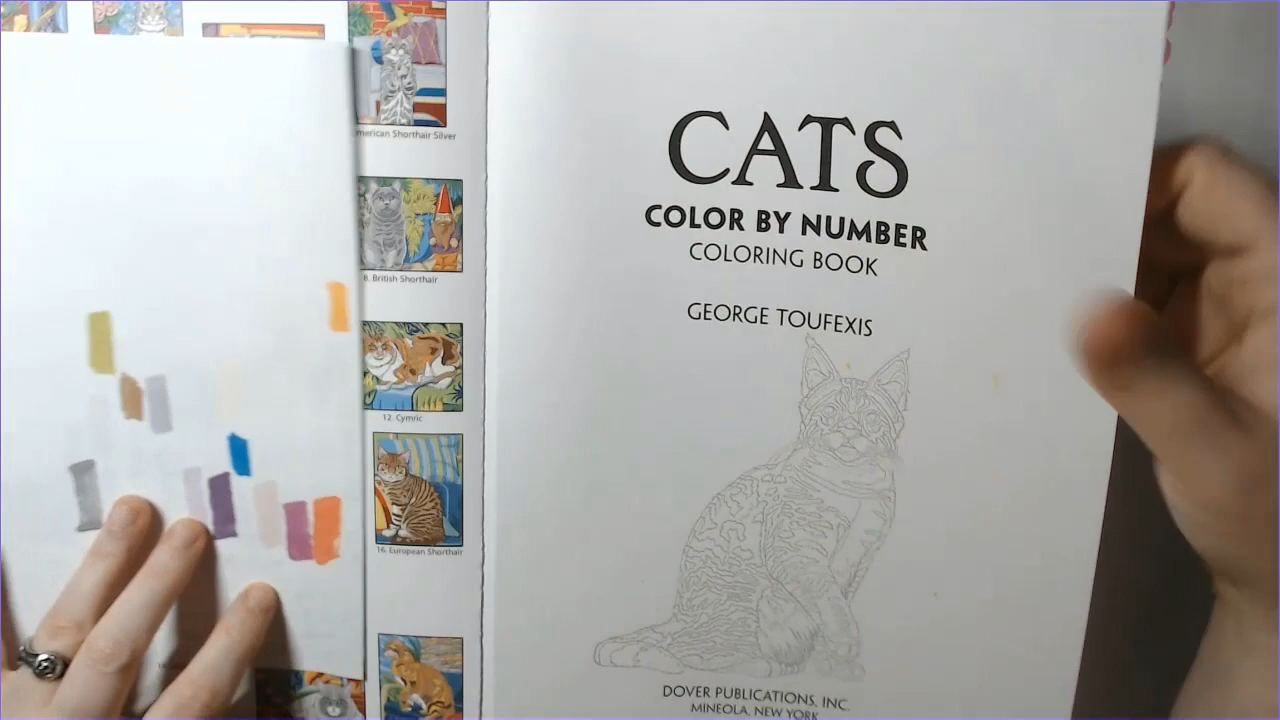 merican Shorthair Silver
8. British Shorthair
12. Cymric
16. European Shorthair
CATS
COLOR BY NUMBER
COLORING BOOK
GEORGE TOUFEXIS
DOVER PUBLICATIONS, INC.
MINEOLA, NEW YORK